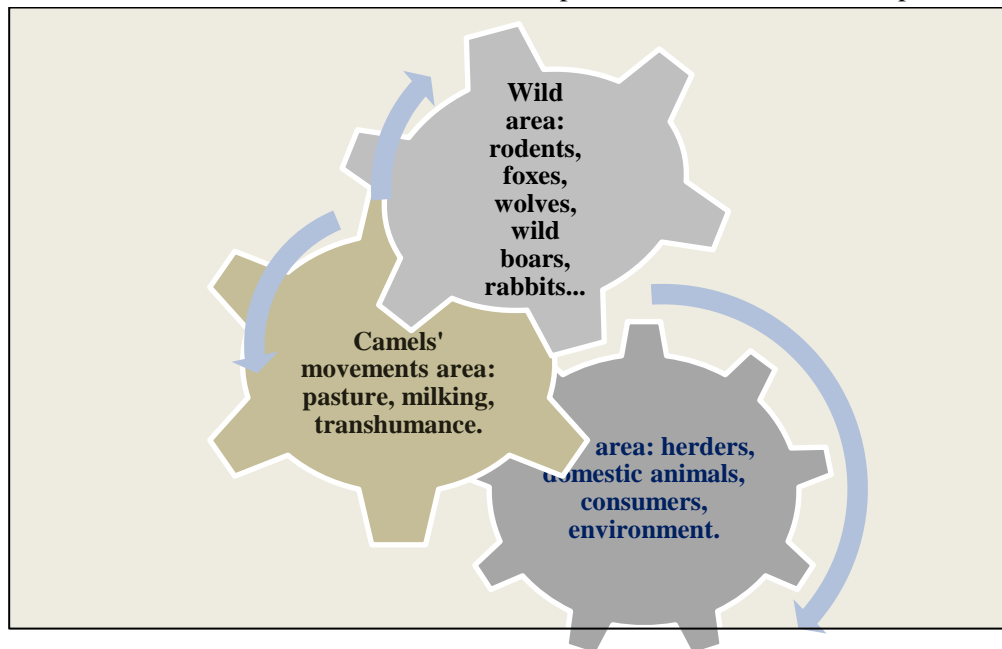 Wild
area:
rodents,
foxes,
wolves,
wild
boars,
rabbits...
Camels'
movements area:
pasture, milking,
transhumance.
area: herders,
domestic animals,
consumers,
environment.